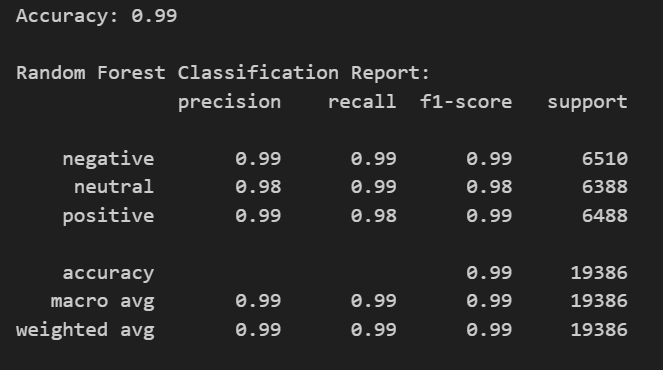 Accuracy: 0.99
Random Forest Classification Report:
precision recall f1-score support
negative 0.99 0.99 0.99 6510
neutral 0.98 0.99 0.98 6388
positive 0.99 0.98 0.99 6488
accuracy 0.99 19386
macro avg 0.99 0.99 0.99 19386
weighted avg 0.99 0.99 0.99 19386